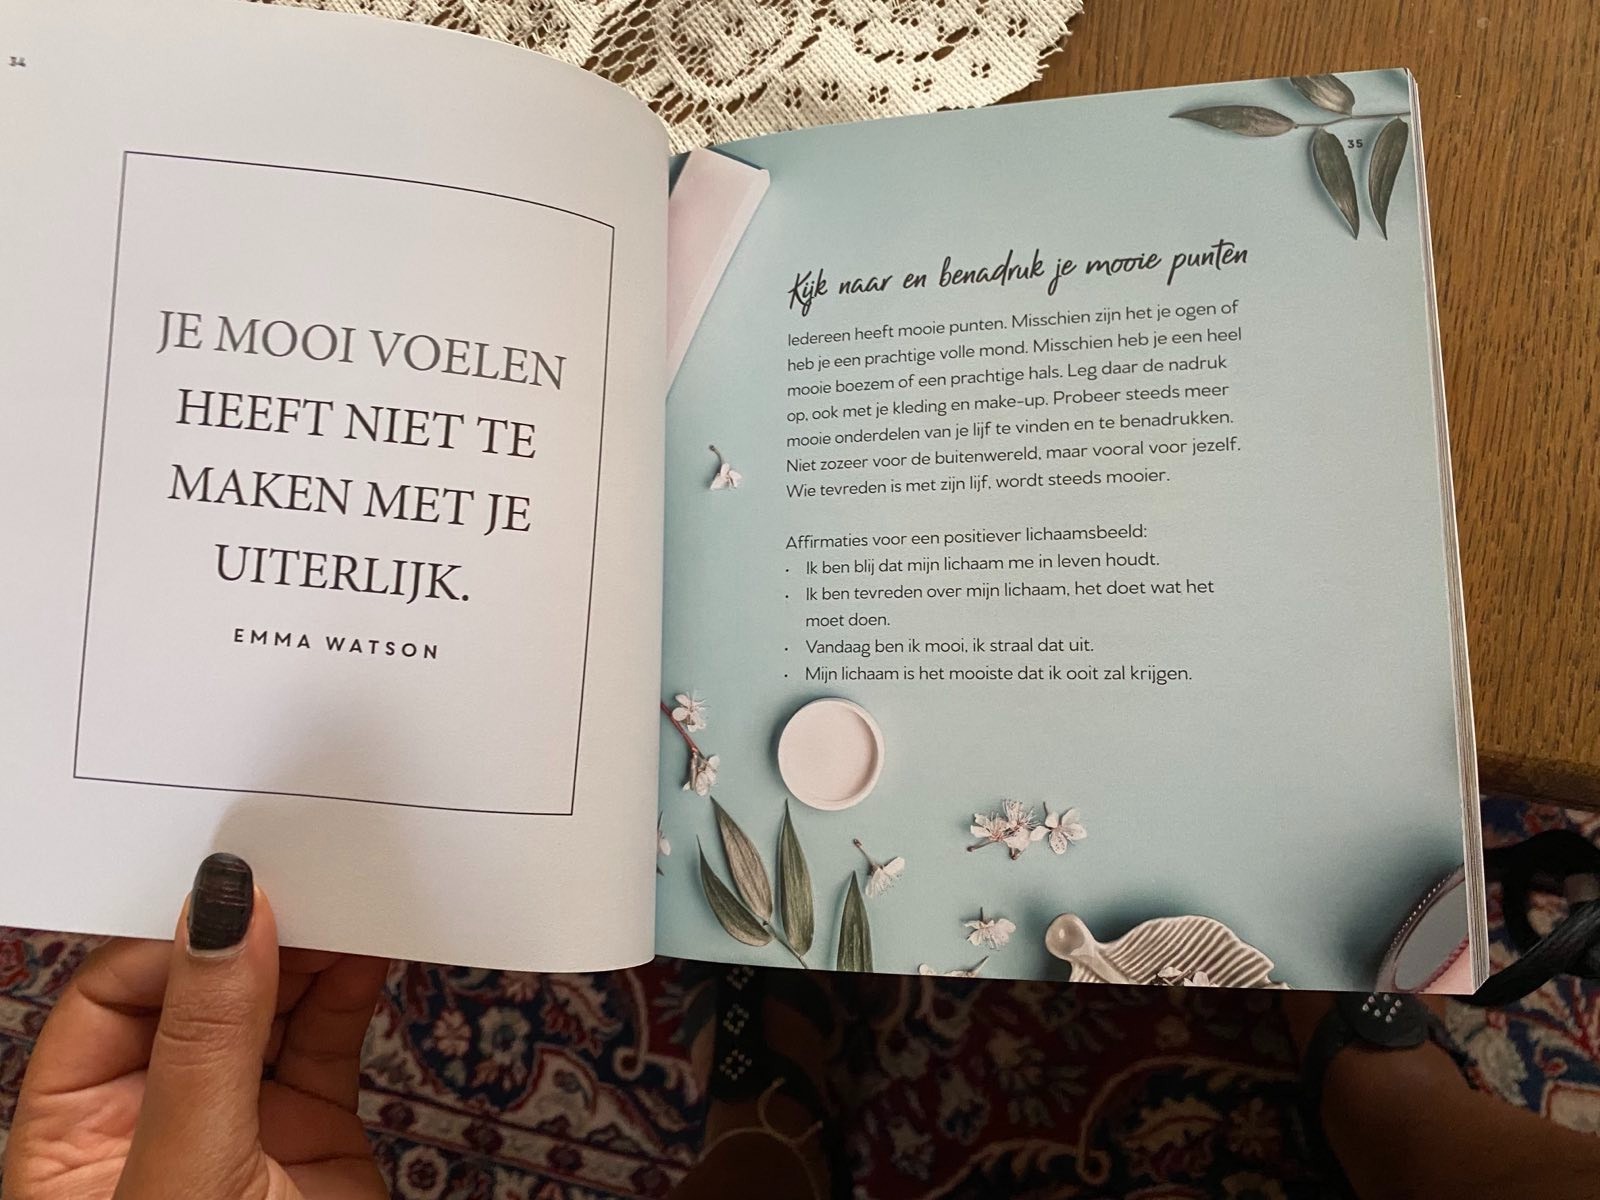 34
JE MOOI VOELEN
HEEFT NIET TE
MAKEN MET JE
UITERLIJK.
EMMA WATSON
35
Kijk naar en benadruk je mooie punten
Iedereen heeft mooie punten. Misschien zijn het je ogen of
heb je een prachtige volle mond. Misschien heb je een heel
mooie boezem of een prachtige hals. Leg daar de nadruk
op, ook met je kleding en make-up. Probeer steeds meer
mooie onderdelen van je lijf te vinden en te benadrukken.
Niet zozeer voor de buitenwereld, maar vooral voor jezelf.
Wie tevreden is met zijn lijf, wordt steeds mooier.
Affirmaties voor een positiever lichaamsbeeld:
• Ik ben blij dat mijn lichaam me in leven houdt.
• Ik ben tevreden over mijn lichaam, het doet wat het
moet doen.
• Vandaag ben ik mooi, ik straal dat uit.
• Mijn lichaam is het mooiste dat ik ooit zal krijgen.